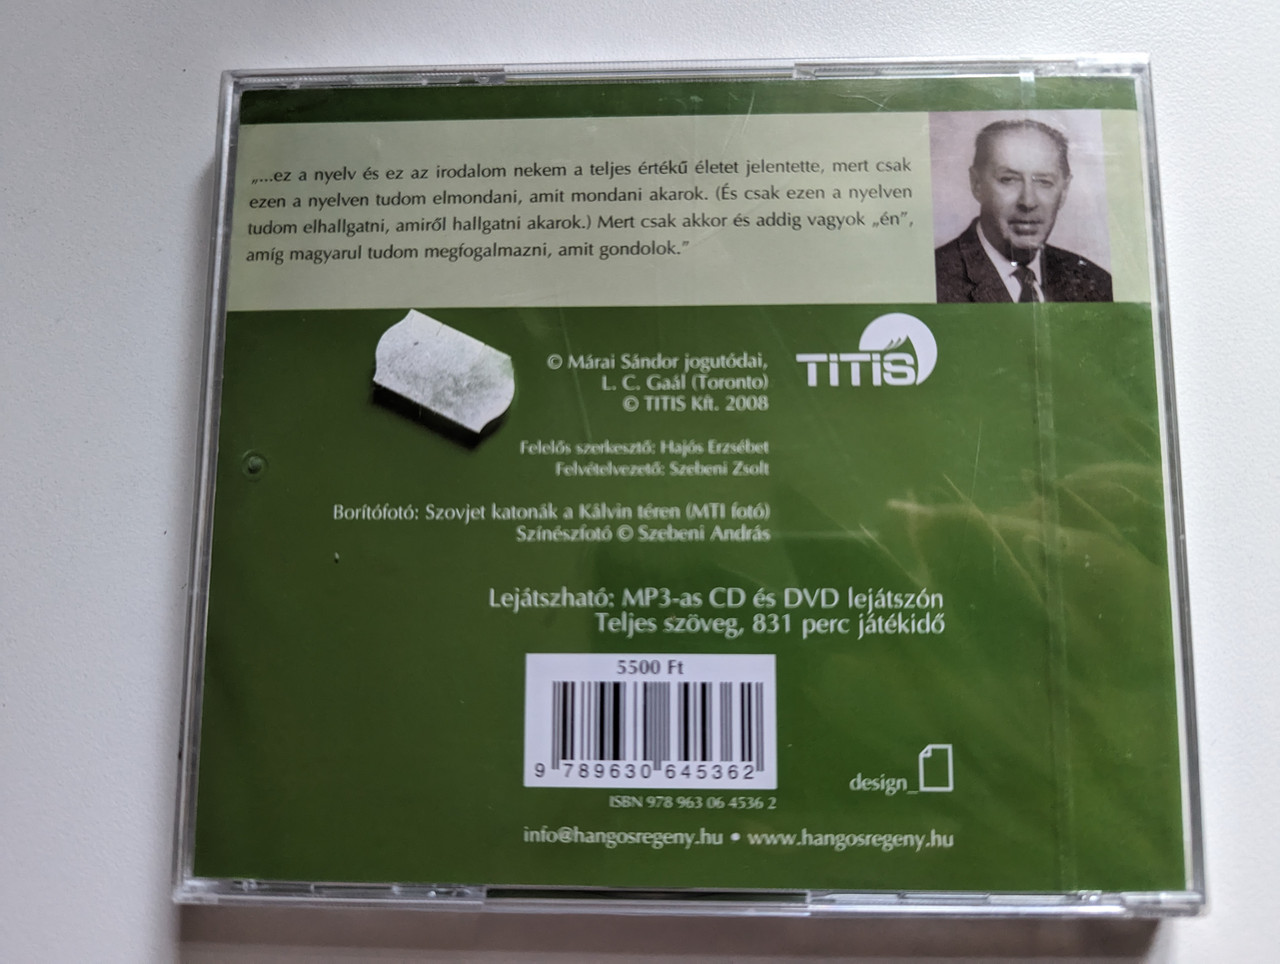 „...ez a nyelv és ez az irodalom nekem a teljes értékű életet jelentette, mert csak
ezen a nyelven tudom elmondani, amit mondani akarok. (És csak ezen a nyelven
tudom elhallgatni, amiről hallgatni akarok.) Mert csak akkor és addig vagyok „én”,
amíg magyarul tudom megfogalmazni, amit gondolok.”
© Márai Sándor jogutódai,
L. C. Gaál (Toronto)
© TITIS Kft. 2008
TiTiS
Felelős szerkesztő: Hajós Erzsébet
Felvételvezető: Szebeni Zsolt
Borítófotó: Szovjet katonák a Kálvin téren (MTI fotó)
Színészfotó © Szebeni András
Lejátszható: MP3-as CD és DVD lejátszón
Teljes szöveg, 831 perc játékidő
5500 Ft
9 789630 645362
design_
ISBN 978 963 06 4536 2
info@hangosregeny.hu • www.hangosregeny.hu